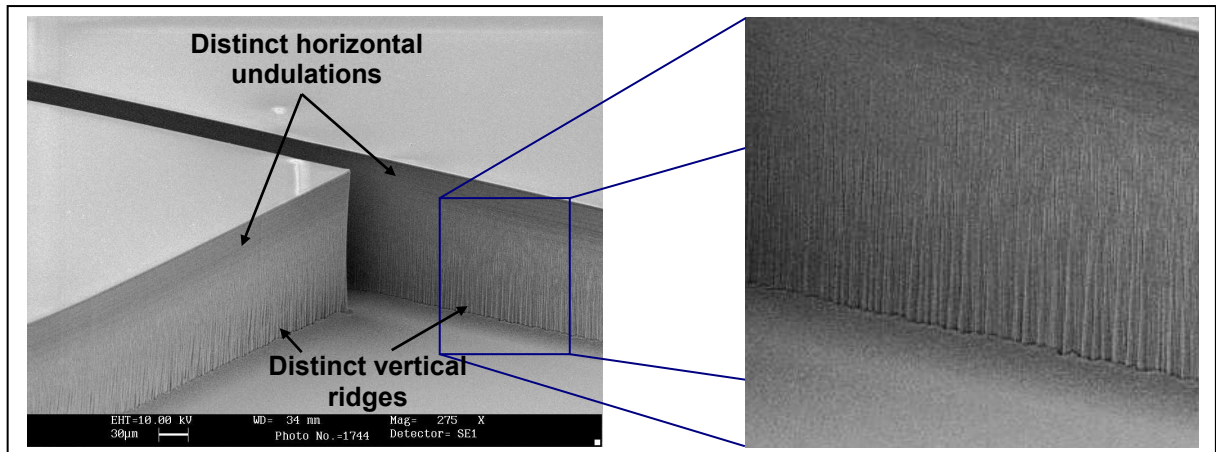 Distinct horizontal
undulations
Distinct vertical
ridges
EHT=10.00 kV WD= 34 mm Mag= 275 X
30µm Photo No.=1744 Detector= SE1